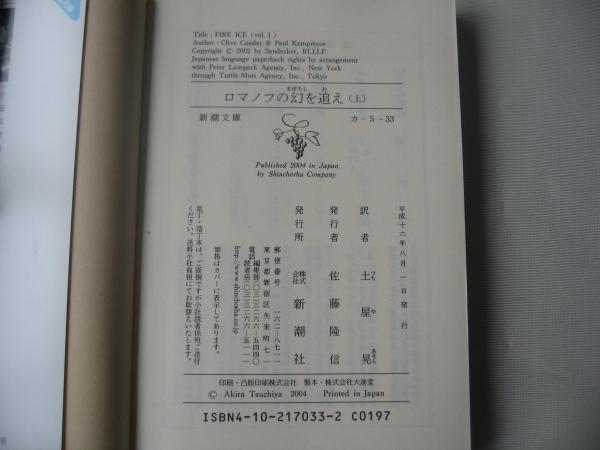 Title : FIRE ICE (vol. 1)
Author : Clive Cussler & Paul Kemprecos
Copyright © 2002 by Sandecker, RLLLP.
Japanese language paperback rights by arrangement
with Peter Lampack Agency, Inc., New York
through Tuttle-Mori Agency, Inc., Tokyo
ロマノフの幻を追え(上)
まぼろし お
新潮文庫 カ-5-33
Published 2004 in Japan
by Shinchosha Company
平成十六年八月一日発行
訳者 土屋晃
つち や あきら
発行者 佐藤隆信
発行所 株式会社 新潮社
郵便番号 一六二―八七一一
東京都新宿区矢来町七一
電話 編集部(〇三)三二六六―五四四〇
読者係(〇三)三二六六―五一一一
http://www.shinchosha.co.jp
価格はカバーに表示してあります。
乱丁・落丁本は、ご面倒ですが小社読者係宛ご送付
ください。送料小社負担にてお取替えいたします。
印刷・凸版印刷株式会社 製本・株式会社大進堂
© Akira Tsuchiya 2004 Printed in Japan
ISBN4-10-217033-2 C0197